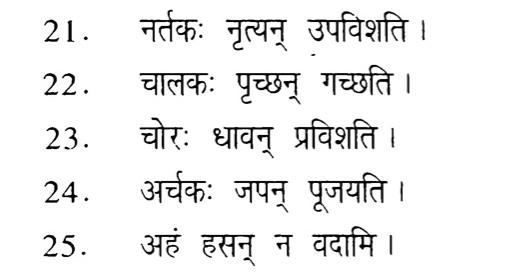 21. नर्तकः नृत्यन् उपविशति ।
22. चालकः पृच्छन् गच्छति ।
23. चोरः धावन् प्रविशति ।
24. अर्चकः जपन् पूजयति ।
25. अहं हसन् न वदामि ।